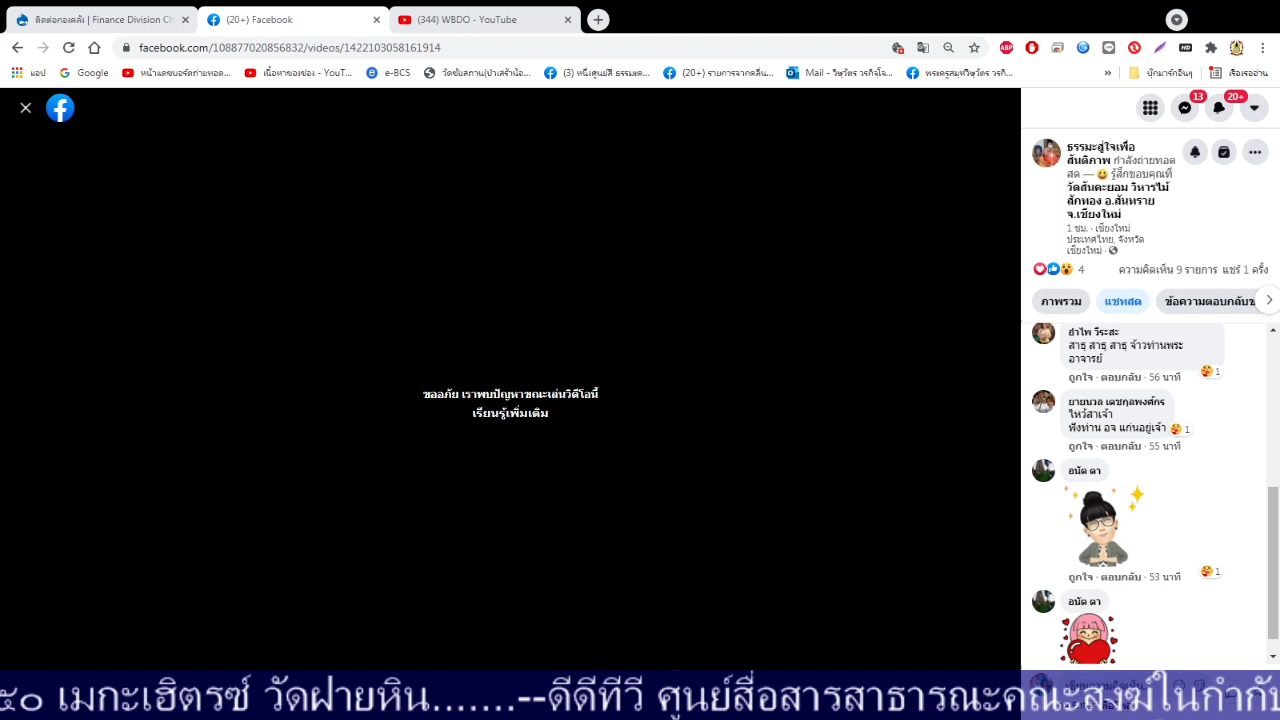 ติดต่อกองคลัง | Finance Division Ch
(20+) Facebook
(344) WBDO - YouTube
facebook.com/108877020856832/videos/1422103058161914
แอป
Google
หน้าแดชบอร์ดถ่ายทอด...
เนื้อหาของช่อง - YouT...
e-BCS
วัดขันสถาน(ป่าเส้าน้อ...
(3) หนึ่งศูนย์สี่ ธรรมะค...
(20+) รายการจากคลิ่น...
Mail - วิษุวัตร วรกิจุโจ...
พระครูสมุห์วิษุวัตร วรกิ...
»
บุ๊กมาร์กอื่นๆ
เรื่องรออ่าน
13
20+
ธรรมะสู่ใจเพื่อ
สันติภาพ กำลังถ่ายทอด
สด — รู้สึกขอบคุณที่
วัดสันคะยอม วิหารไม้
สักทอง อ.สันทราย
จ.เชียงใหม่
1 ชม. · เชียงใหม่
ประเทศไทย, จังหวัด
เชียงใหม่ ·
4
ความคิดเห็น 9 รายการ แชร์ 1 ครั้ง
ภาพรวม
แชทสด
ขออภัย เราพบปัญหาขณะเล่นวิดีโอนี้
เรียนรู้เพิ่มเติม
อำไพ วีระสะ
สาธุ สาธุ สาธุ จ้าวท่านพระ
อาจารย์
1
ถูกใจ · ตอบกลับ · 56 นาที
ยายนวล เดชกุลพงศ์กร
ไหว้สาเจ้า
ฟังท่าน อจ แก่นอยู่เจ้า
1
ถูกใจ · ตอบกลับ · 55 นาที
อนัต ตา
1
ถูกใจ · ตอบกลับ · 53 นาที
อนัต ตา
๕๐ เมกะเฮิตรซ์ วัดฝายหิน.......--ดีดีทีวี ศูนย์สื่อสารสาธารณะคณะสงฆ์ในกำกับ